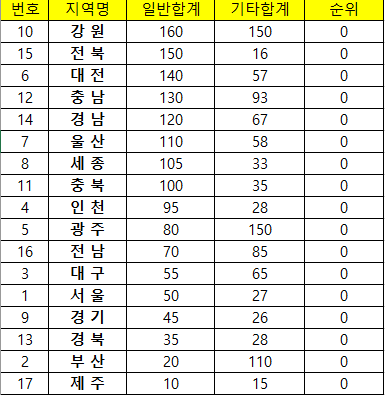 번호 지역명 일반합계 기타합계 순위
10 강 원 160 150 0
15 전 북 150 16 0
6 대 전 140 57 0
12 충 남 130 93 0
14 경 남 120 67 0
7 울 산 110 58 0
8 세 종 105 33 0
11 충 북 100 35 0
4 인 천 95 28 0
5 광 주 80 150 0
16 전 남 70 85 0
3 대 구 55 65 0
1 서 울 50 27 0
9 경 기 45 26 0
13 경 북 35 28 0
2 부 산 20 110 0
17 제 주 10 15 0